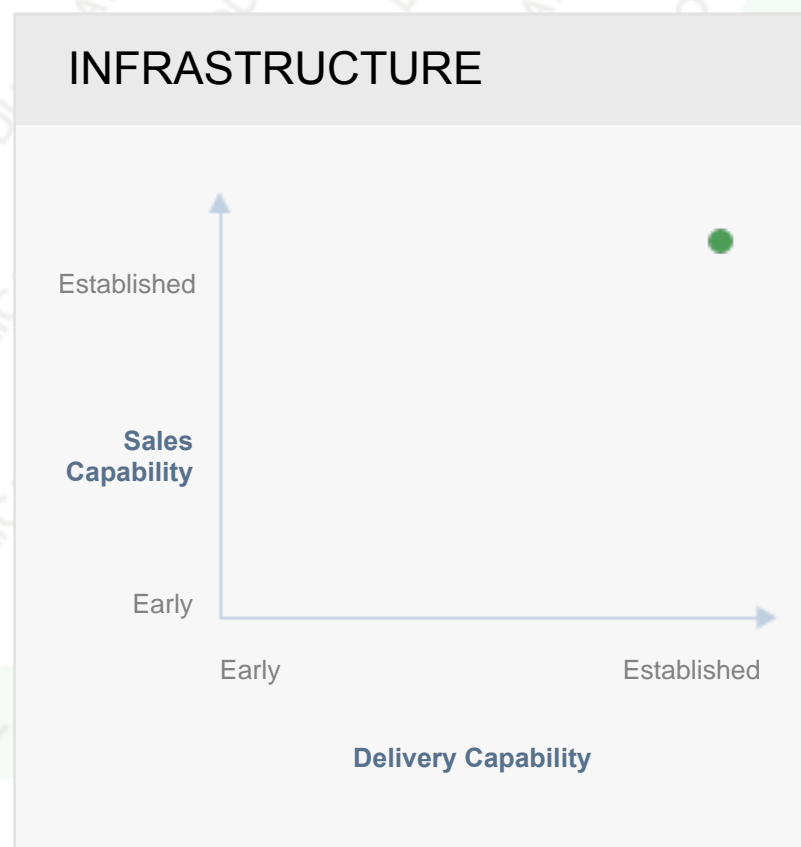 INFRASTRUCTURE
Established
Sales
Capability
Early
Early Established
Delivery Capability